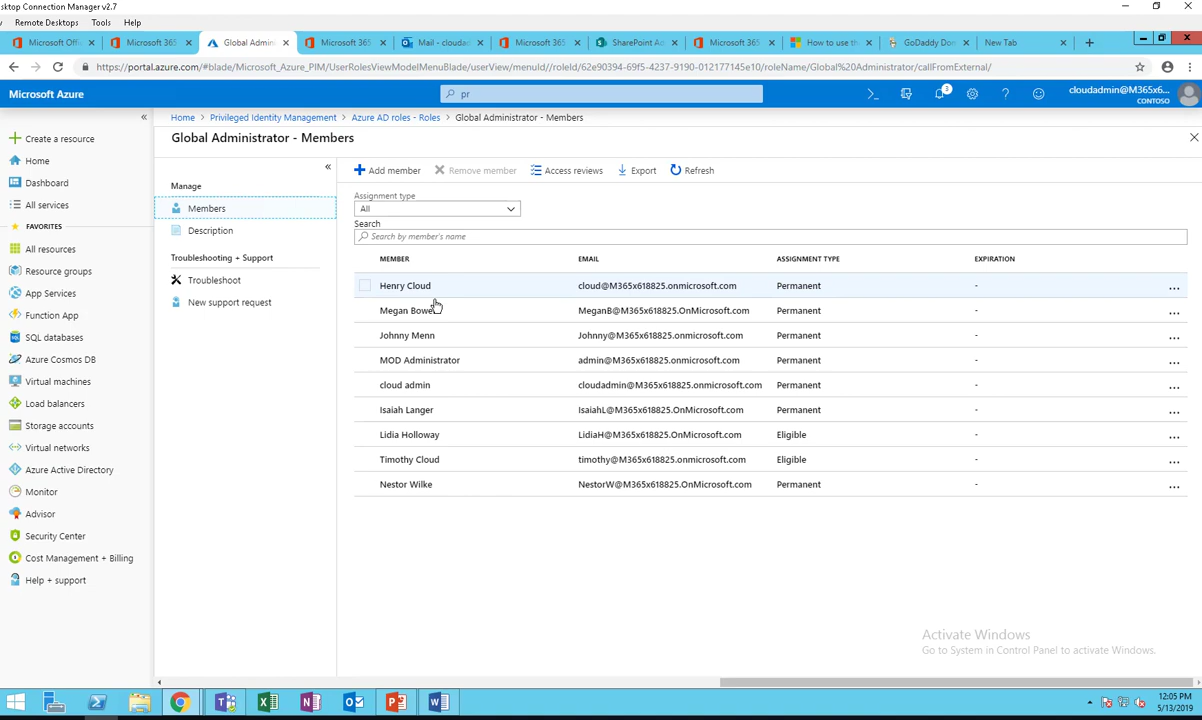 sktop Connection Manager v2.7
Remote Desktops Tools Help
Microsoft Offi
Microsoft 365
Global Admin
Microsoft 365
Mail - cloudad
Microsoft 365
SharePoint Ad
Microsoft 365
How to use th
GoDaddy Dom
New Tab
https://portal.azure.com/#blade/Microsoft_Azure_PIM/UserRolesViewModelMenuBlade/userView/menuId//roleId/62e90394-69f5-4237-9190-012177145e10/roleName/Global%20Administrator/callFromExternal/
Microsoft Azure
pr
3
cloudadmin@M365x6...
CONTOSO
Create a resource
Home
Dashboard
All services
FAVORITES
All resources
Resource groups
App Services
Function App
SQL databases
Azure Cosmos DB
Virtual machines
Load balancers
Storage accounts
Virtual networks
Azure Active Directory
Monitor
Advisor
Security Center
Cost Management + Billing
Help + support
Home > Privileged Identity Management > Azure AD roles - Roles > Global Administrator - Members
Global Administrator - Members
Manage
Members
Description
Troubleshooting + Support
Troubleshoot
New support request
Add member Remove member Access reviews Export Refresh
Assignment type
All
Search
Search by member's name
MEMBER EMAIL ASSIGNMENT TYPE EXPIRATION
Henry Cloud cloud@M365x618825.onmicrosoft.com Permanent - ...
Megan Bowe MeganB@M365x618825.OnMicrosoft.com Permanent - ...
Johnny Menn Johnny@M365x618825.onmicrosoft.com Permanent - ...
MOD Administrator admin@M365x618825.onmicrosoft.com Permanent - ...
cloud admin cloudadmin@M365x618825.onmicrosoft.com Permanent - ...
Isaiah Langer IsaiahL@M365x618825.OnMicrosoft.com Permanent - ...
Lidia Holloway LidiaH@M365x618825.OnMicrosoft.com Eligible - ...
Timothy Cloud timothy@M365x618825.onmicrosoft.com Eligible - ...
Nestor Wilke NestorW@M365x618825.OnMicrosoft.com Permanent - ...
Activate Windows
Go to System in Control Panel to activate Windows.
12:05 PM
5/13/2019